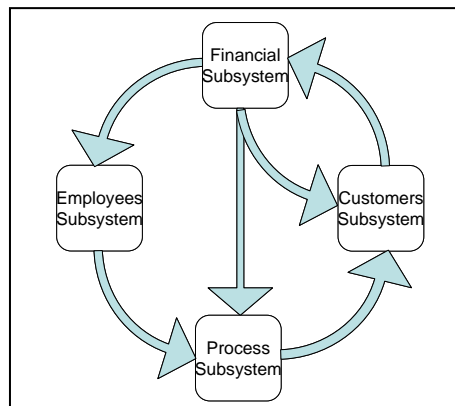 Financial
Subsystem
Employees
Subsystem
Customers
Subsystem
Process
Subsystem